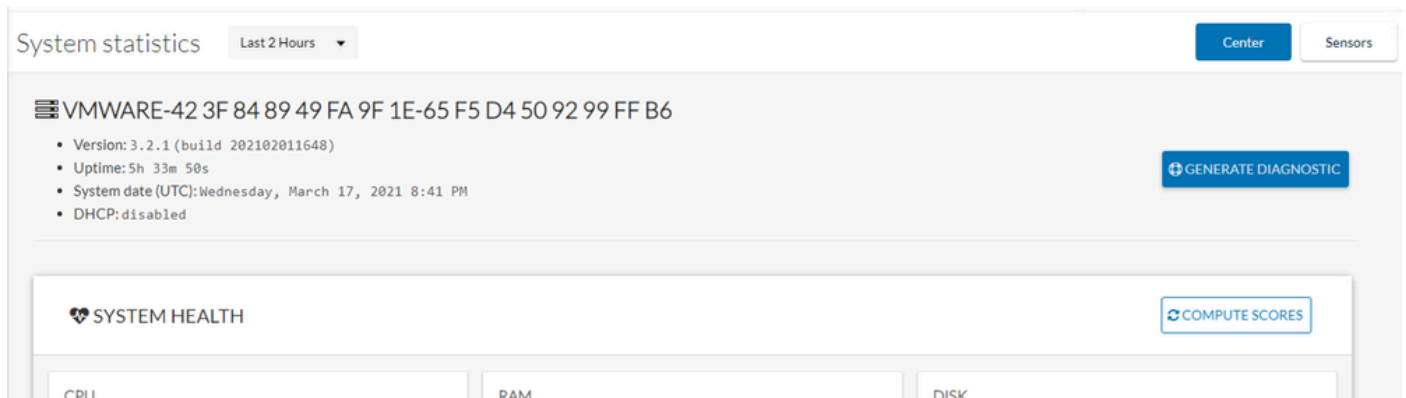 System statistics Last 2 Hours Center Sensors
VMWARE-42 3F 84 89 49 FA 9F 1E-65 F5 D4 50 92 99 FF B6
• Version: 3.2.1 (build 202102011648)
• Uptime: 5h 33m 50s
• System date (UTC): Wednesday, March 17, 2021 8:41 PM
• DHCP: disabled
GENERATE DIAGNOSTIC
SYSTEM HEALTH COMPUTE SCORES
CPU RAM DISK